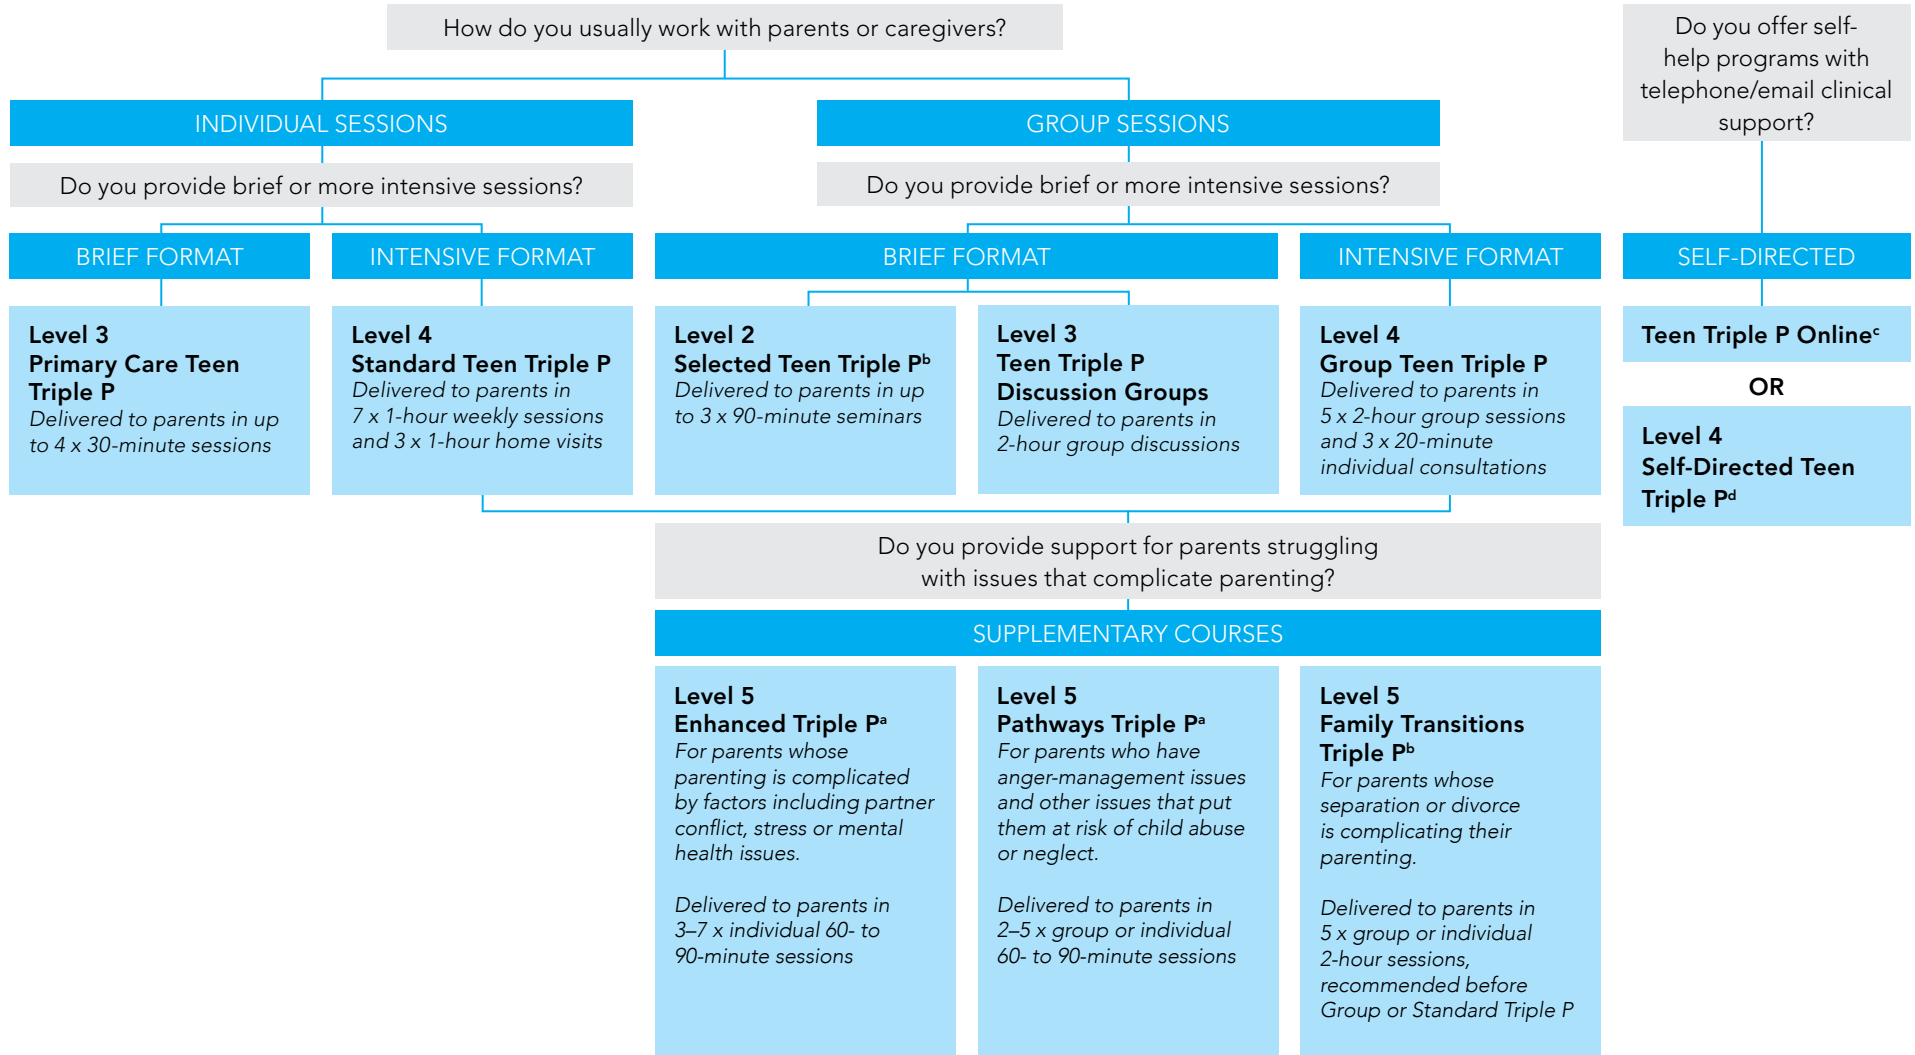 How do you usually work with parents or caregivers?
Do you offer self-
help programs with
telephone/email clinical
support?
INDIVIDUAL SESSIONS
GROUP SESSIONS
Do you provide brief or more intensive sessions?
Do you provide brief or more intensive sessions?
BRIEF FORMAT
INTENSIVE FORMAT
BRIEF FORMAT
INTENSIVE FORMAT
SELF-DIRECTED
Level 3
Primary Care Teen
Triple P
Delivered to parents in up
to 4 x 30-minute sessions
Level 4
Standard Teen Triple P
Delivered to parents in
7 x 1-hour weekly sessions
and 3 x 1-hour home visits
Level 2
Selected Teen Triple Pᵇ
Delivered to parents in up
to 3 x 90-minute seminars
Level 3
Teen Triple P
Discussion Groups
Delivered to parents in
2-hour group discussions
Level 4
Group Teen Triple P
Delivered to parents in
5 x 2-hour group sessions
and 3 x 20-minute
individual consultations
Teen Triple P Onlineᶜ
OR
Level 4
Self-Directed Teen
Triple Pᵈ
Do you provide support for parents struggling
with issues that complicate parenting?
SUPPLEMENTARY COURSES
Level 5
Enhanced Triple Pᵃ
For parents whose
parenting is complicated
by factors including partner
conflict, stress or mental
health issues.
Delivered to parents in
3–7 x individual 60- to
90-minute sessions
Level 5
Pathways Triple Pᵃ
For parents who have
anger-management issues
and other issues that put
them at risk of child abuse
or neglect.
Delivered to parents in
2–5 x group or individual
60- to 90-minute sessions
Level 5
Family Transitions
Triple Pᵇ
For parents whose
separation or divorce
is complicating their
parenting.
Delivered to parents in
5 x group or individual
2-hour sessions,
recommended before
Group or Standard Triple P